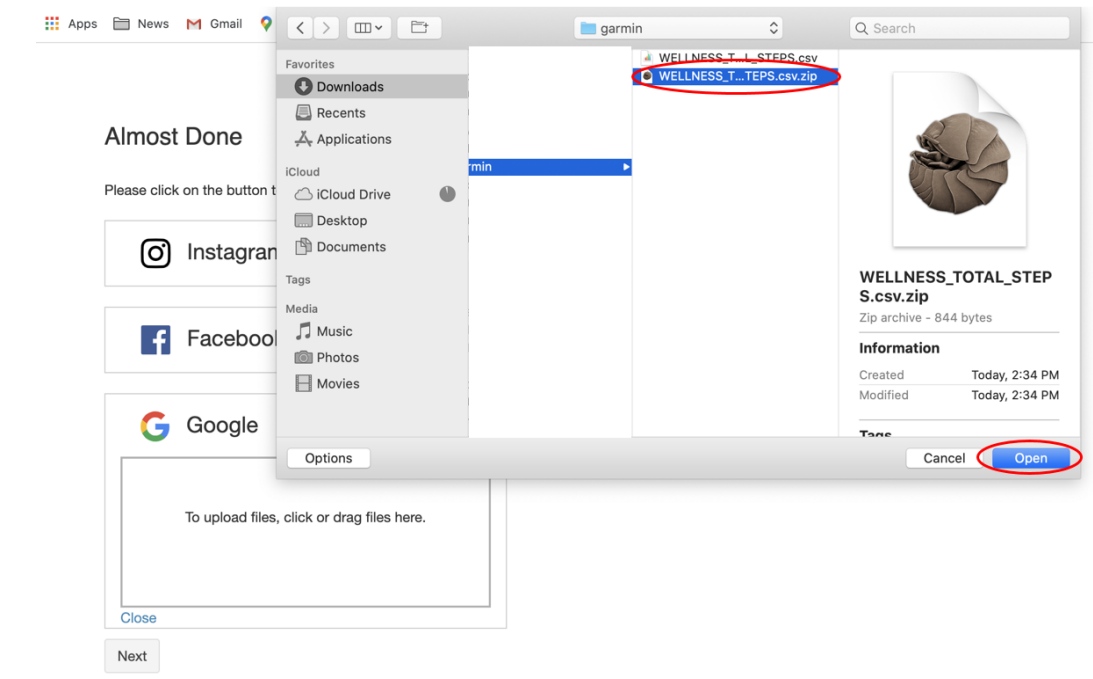 Apps News Gmail
garmin
Search
Favorites
Downloads
Recents
Applications
iCloud
iCloud Drive
Desktop
Documents
Tags
Media
Music
Photos
Movies
rmin
WELLNESS_T...L_STEPS.csv
WELLNESS_T...TEPS.csv.zip
WELLNESS_TOTAL_STEP
S.csv.zip
Zip archive - 844 bytes
Information
Created Today, 2:34 PM
Modified Today, 2:34 PM
Tags
Options
Cancel
Open
Almost Done
Please click on the button t
Instagran
Facebool
Google
To upload files, click or drag files here.
Close
Next